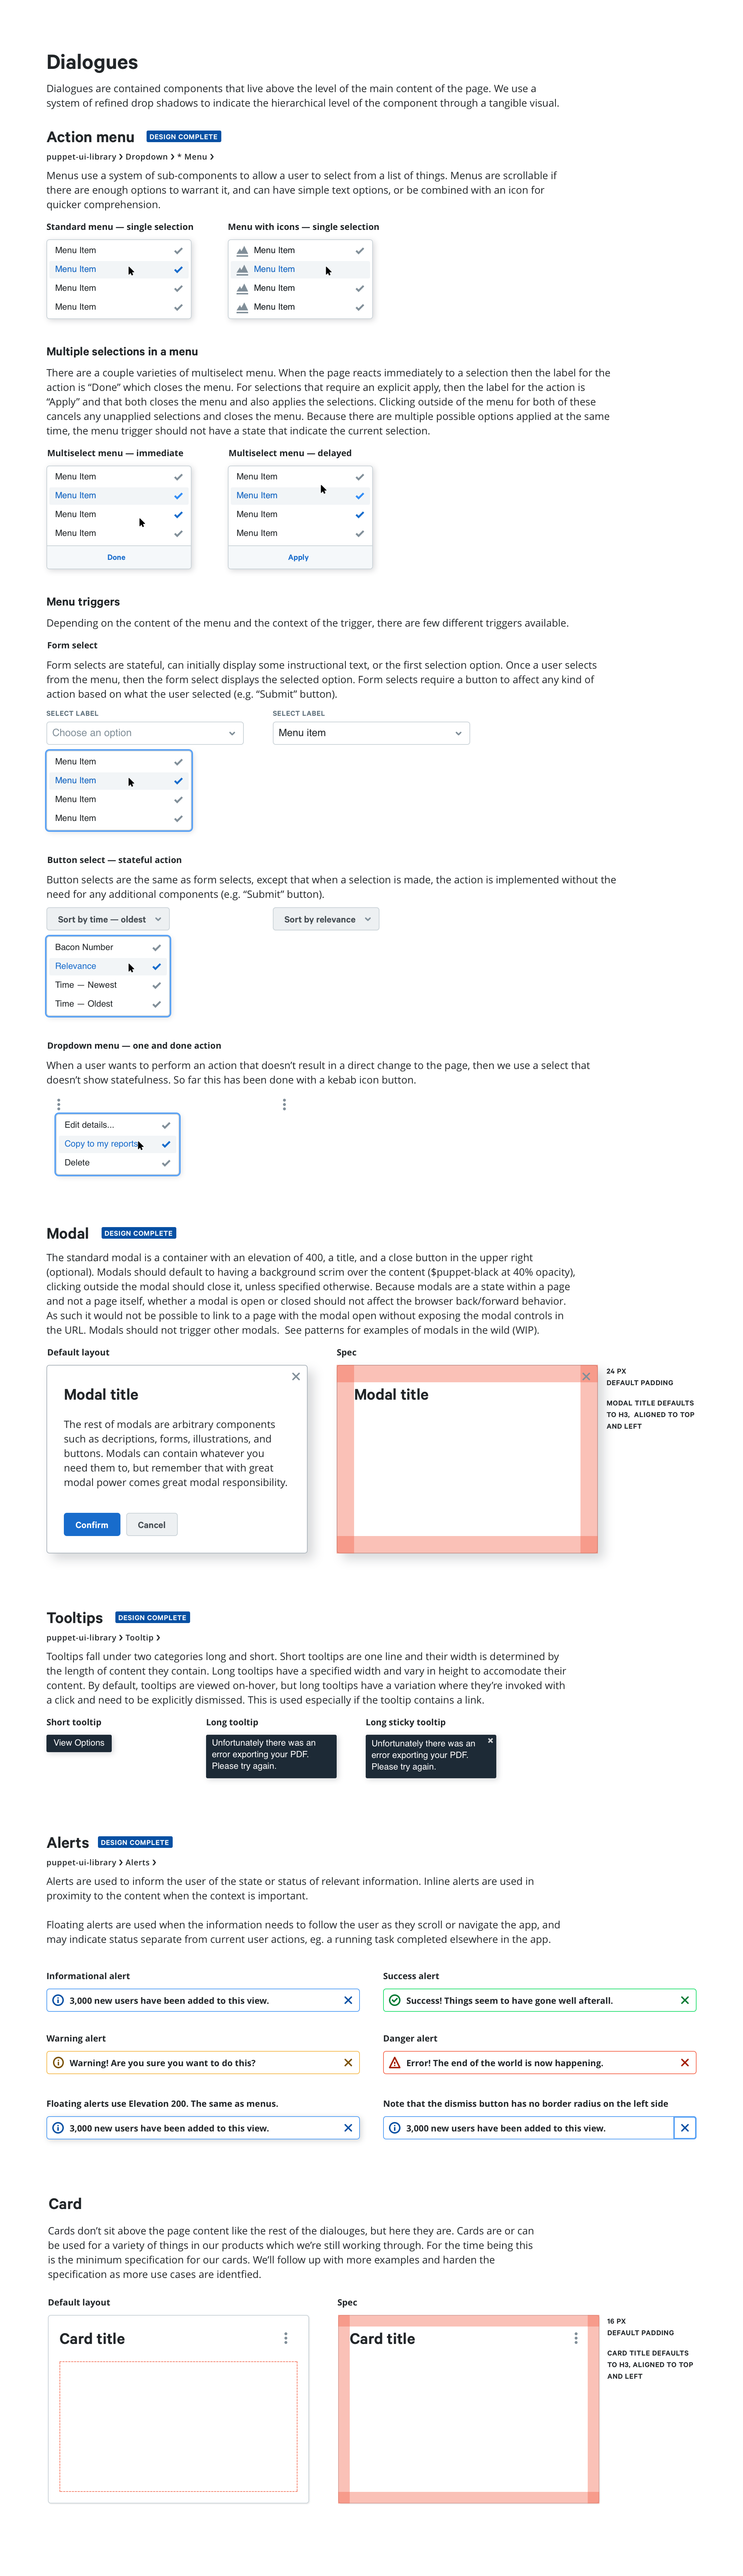 Dialogues
Dialogues are contained components that live above the level of the main content of the page. We use a
system of refined drop shadows to indicate the hierarchical level of the component through a tangible visual.
Action menu DESIGN COMPLETE
puppet-ui-library > Dropdown > * Menu >
Menus use a system of sub-components to allow a user to select from a list of things. Menus are scrollable if
there are enough options to warrant it, and can have simple text options, or be combined with an icon for
quicker comprehension.
Standard menu — single selection
Menu Item
Menu Item
Menu Item
Menu Item
Menu with icons — single selection
Menu Item
Menu Item
Menu Item
Menu Item
Multiple selections in a menu
There are a couple varieties of multiselect menu. When the page reacts immediately to a selection then the label for the
action is “Done” which closes the menu. For selections that require an explicit apply, then the label for the action is
“Apply” and that both closes the menu and also applies the selections. Clicking outside of the menu for both of these
cancels any unapplied selections and closes the menu. Because there are multiple possible options applied at the same
time, the menu trigger should not have a state that indicate the current selection.
Multiselect menu — immediate
Menu Item
Menu Item
Menu Item
Menu Item
Done
Multiselect menu — delayed
Menu Item
Menu Item
Menu Item
Menu Item
Apply
Menu triggers
Depending on the content of the menu and the context of the trigger, there are few different triggers available.
Form select
Form selects are stateful, can initially display some instructional text, or the first selection option. Once a user selects
from the menu, then the form select displays the selected option. Form selects require a button to affect any kind of
action based on what the user selected (e.g. “Submit” button).
SELECT LABEL
Choose an option
Menu Item
Menu Item
Menu Item
Menu Item
SELECT LABEL
Menu item
Button select — stateful action
Button selects are the same as form selects, except that when a selection is made, the action is implemented without the
need for any additional components (e.g. “Submit” button).
Sort by time — oldest
Bacon Number
Relevance
Time — Newest
Time — Oldest
Sort by relevance
Dropdown menu — one and done action
When a user wants to perform an action that doesn’t result in a direct change to the page, then we use a select that
doesn’t show statefulness. So far this has been done with a kebab icon button.
Edit details...
Copy to my reports
Delete
Modal DESIGN COMPLETE
The standard modal is a container with an elevation of 400, a title, and a close button in the upper right
(optional). Modals should default to having a background scrim over the content ($puppet-black at 40% opacity),
clicking outside the modal should close it, unless specified otherwise. Because modals are a state within a page
and not a page itself, whether a modal is open or closed should not affect the browser back/forward behavior.
As such it would not be possible to link to a page with the modal open without exposing the modal controls in
the URL. Modals should not trigger other modals. See patterns for examples of modals in the wild (WIP).
Default layout
Modal title
The rest of modals are arbitrary components
such as decriptions, forms, illustrations, and
buttons. Modals can contain whatever you
need them to, but remember that with great
modal power comes great modal responsibility.
Confirm
Cancel
Spec
Modal title
24 PX
DEFAULT PADDING
MODAL TITLE DEFAULTS
TO H3, ALIGNED TO TOP
AND LEFT
Tooltips DESIGN COMPLETE
puppet-ui-library > Tooltip >
Tooltips fall under two categories long and short. Short tooltips are one line and their width is determined by
the length of content they contain. Long tooltips have a specified width and vary in height to accomodate their
content. By default, tooltips are viewed on-hover, but long tooltips have a variation where they’re invoked with
a click and need to be explicitly dismissed. This is used especially if the tooltip contains a link.
Short tooltip
View Options
Long tooltip
Unfortunately there was an
error exporting your PDF.
Please try again.
Long sticky tooltip
Unfortunately there was an
error exporting your PDF.
Please try again.
Alerts DESIGN COMPLETE
puppet-ui-library > Alerts >
Alerts are used to inform the user of the state or status of relevant information. Inline alerts are used in
proximity to the content when the context is important.
Floating alerts are used when the information needs to follow the user as they scroll or navigate the app, and
may indicate status separate from current user actions, eg. a running task completed elsewhere in the app.
Informational alert
3,000 new users have been added to this view.
Success alert
Success! Things seem to have gone well afterall.
Warning alert
Warning! Are you sure you want to do this?
Danger alert
Error! The end of the world is now happening.
Floating alerts use Elevation 200. The same as menus.
3,000 new users have been added to this view.
Note that the dismiss button has no border radius on the left side
3,000 new users have been added to this view.
Card
Cards don’t sit above the page content like the rest of the dialouges, but here they are. Cards are or can
be used for a variety of things in our products which we’re still working through. For the time being this
is the minimum specification for our cards. We’ll follow up with more examples and harden the
specification as more use cases are identfied.
Default layout
Card title
Spec
Card title
16 PX
DEFAULT PADDING
CARD TITLE DEFAULTS
TO H3, ALIGNED TO TOP
AND LEFT